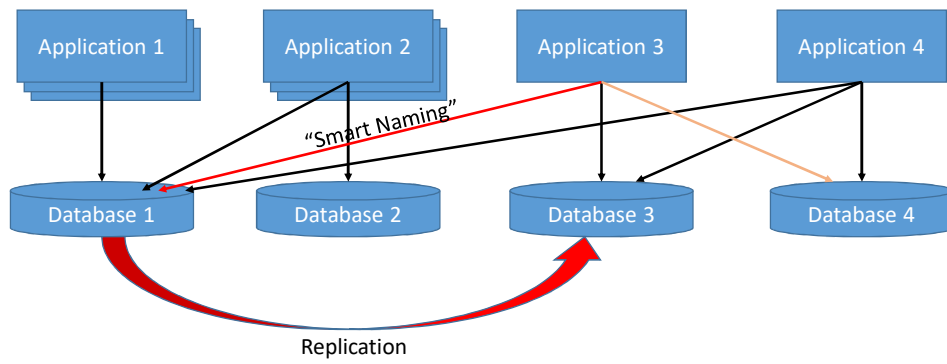 Application 1
Application 2
Application 3
Application 4
“Smart Naming”
Database 1
Database 2
Database 3
Database 4
Replication